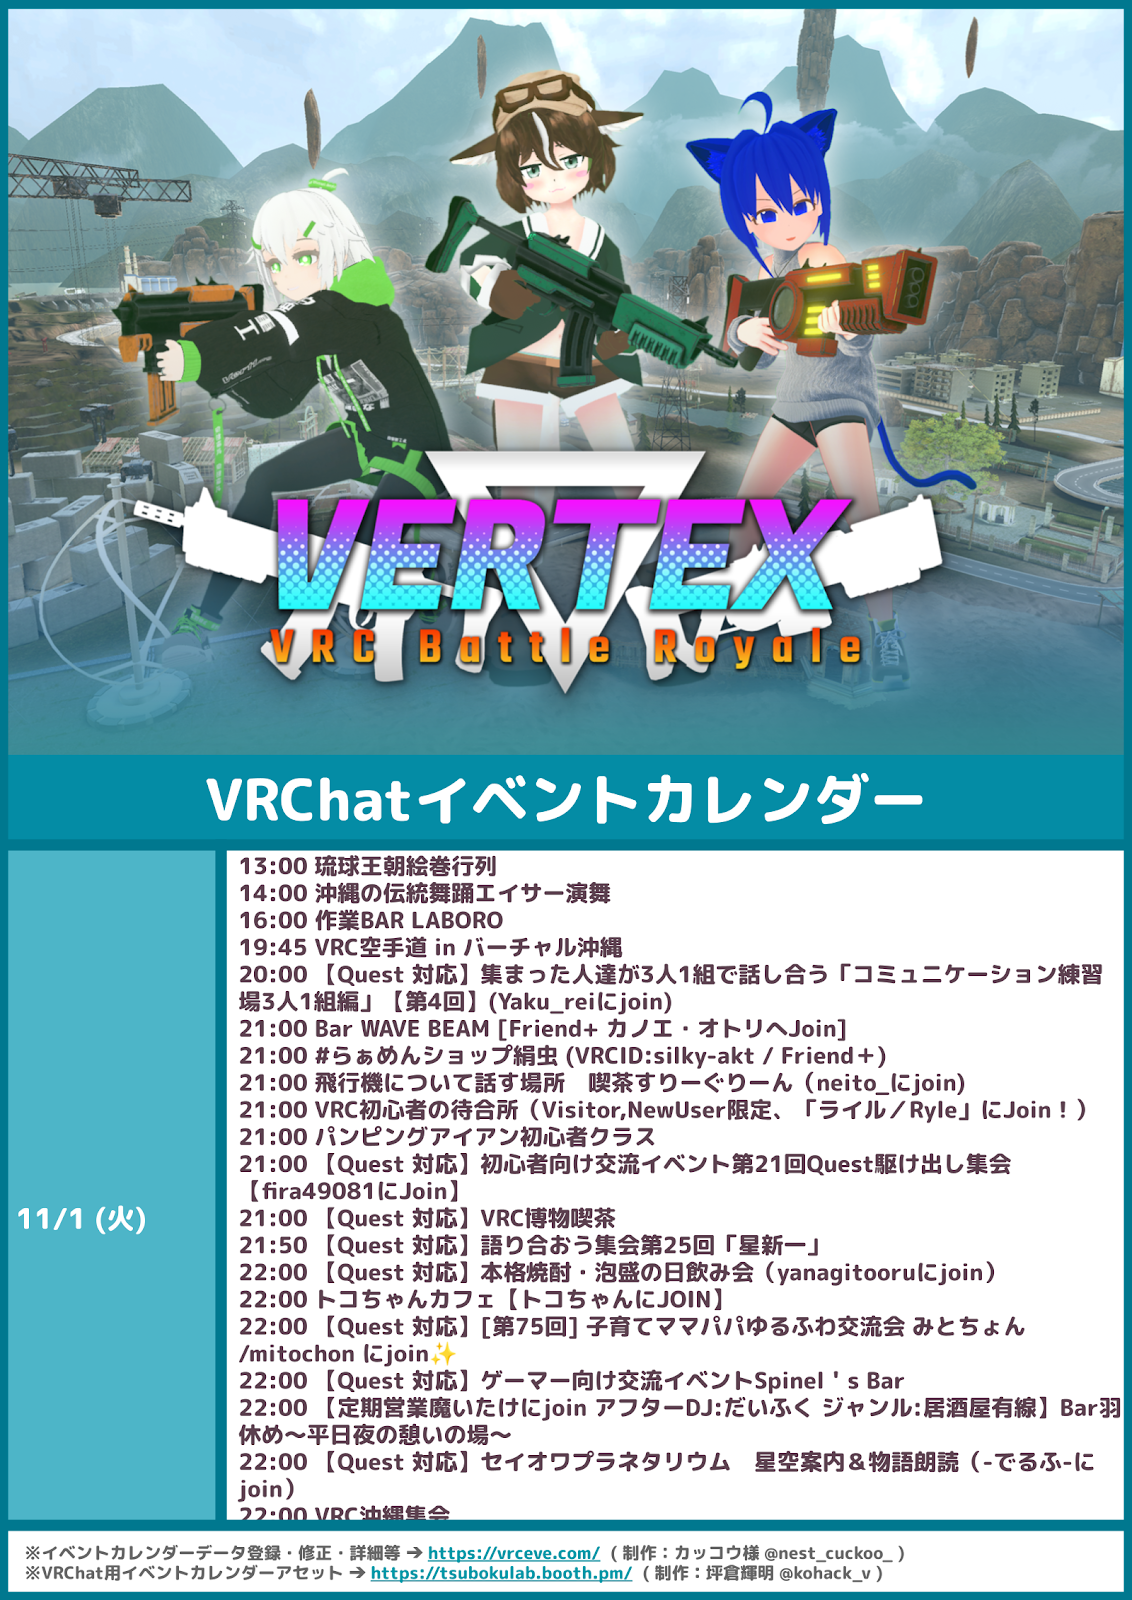 VERTEX
VRC Battle Royale
VRChatイベントカレンダー
11/1 (火)
13:00 琉球王朝絵巻行列
14:00 沖縄の伝統舞踊エイサー演舞
16:00 作業BAR LABORO
19:45 VRC空手道 in バーチャル沖縄
20:00 【Quest 対応】集まった人達が3人1組で話し合う「コミュニケーション練習
場3人1組編」【第4回】(Yaku_reiにjoin)
21:00 Bar WAVE BEAM [Friend+ カノエ・オトリへJoin]
21:00 #らぁめんショップ絹虫 (VRCID:silky-akt / Friend＋)
21:00 飛行機について話す場所　喫茶すりーぐりーん（neito_にjoin)
21:00 VRC初心者の待合所（Visitor,NewUser限定、「ライル／Ryle」にJoin！）
21:00 パンピングアイアン初心者クラス
21:00 【Quest 対応】初心者向け交流イベント第21回Quest駆け出し集会
【fira49081にJoin】
21:00 【Quest 対応】VRC博物喫茶
21:50 【Quest 対応】語り合おう集会第25回「星新一」
22:00 【Quest 対応】本格焼酎・泡盛の日飲み会（yanagitooruにjoin）
22:00 トコちゃんカフェ【トコちゃんにJOIN】
22:00 【Quest 対応】[第75回] 子育てママパパゆるふわ交流会 みとちょん
/mitochon にjoin✨
22:00 【Quest 対応】ゲーマー向け交流イベントSpinel＇s Bar
22:00 【定期営業魔いたけにjoin アフターDJ:だいふく ジャンル:居酒屋有線】Bar羽
休め～平日夜の憩いの場～
22:00 【Quest 対応】セイオワプラネタリウム　星空案内＆物語朗読（-でるふ-に
join）
22:00 VRC沖縄集会
※イベントカレンダーデータ登録・修正・詳細等 → https://vrceve.com/ ( 制作：カッコウ様 @nest_cuckoo_ )
※VRChat用イベントカレンダーアセット → https://tsubokulab.booth.pm/ ( 制作：坪倉輝明 @kohack_v )